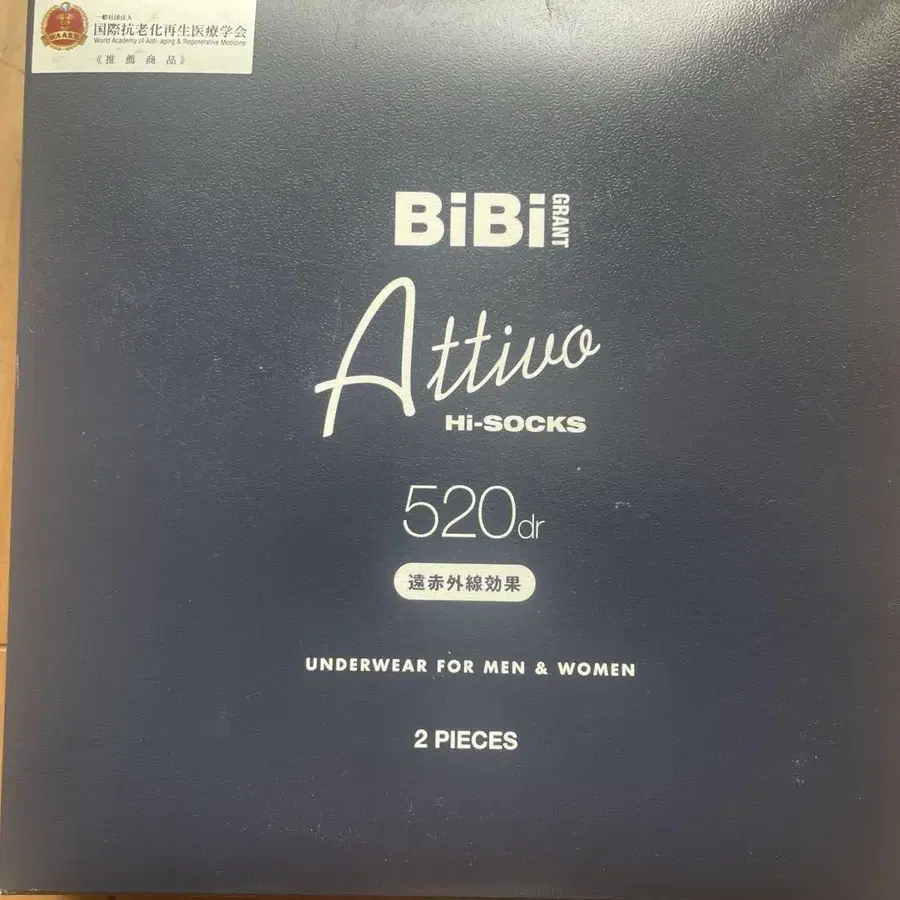 一般社団法人
国際抗老化再生医療学会
World Academy of Anti-aging & Regenerative Medicine
WAARM
《推薦商品》
BiBi GRANT
Attivo
Hi-SOCKS
520dr
遠赤外線効果
UNDERWEAR FOR MEN & WOMEN
2 PIECES